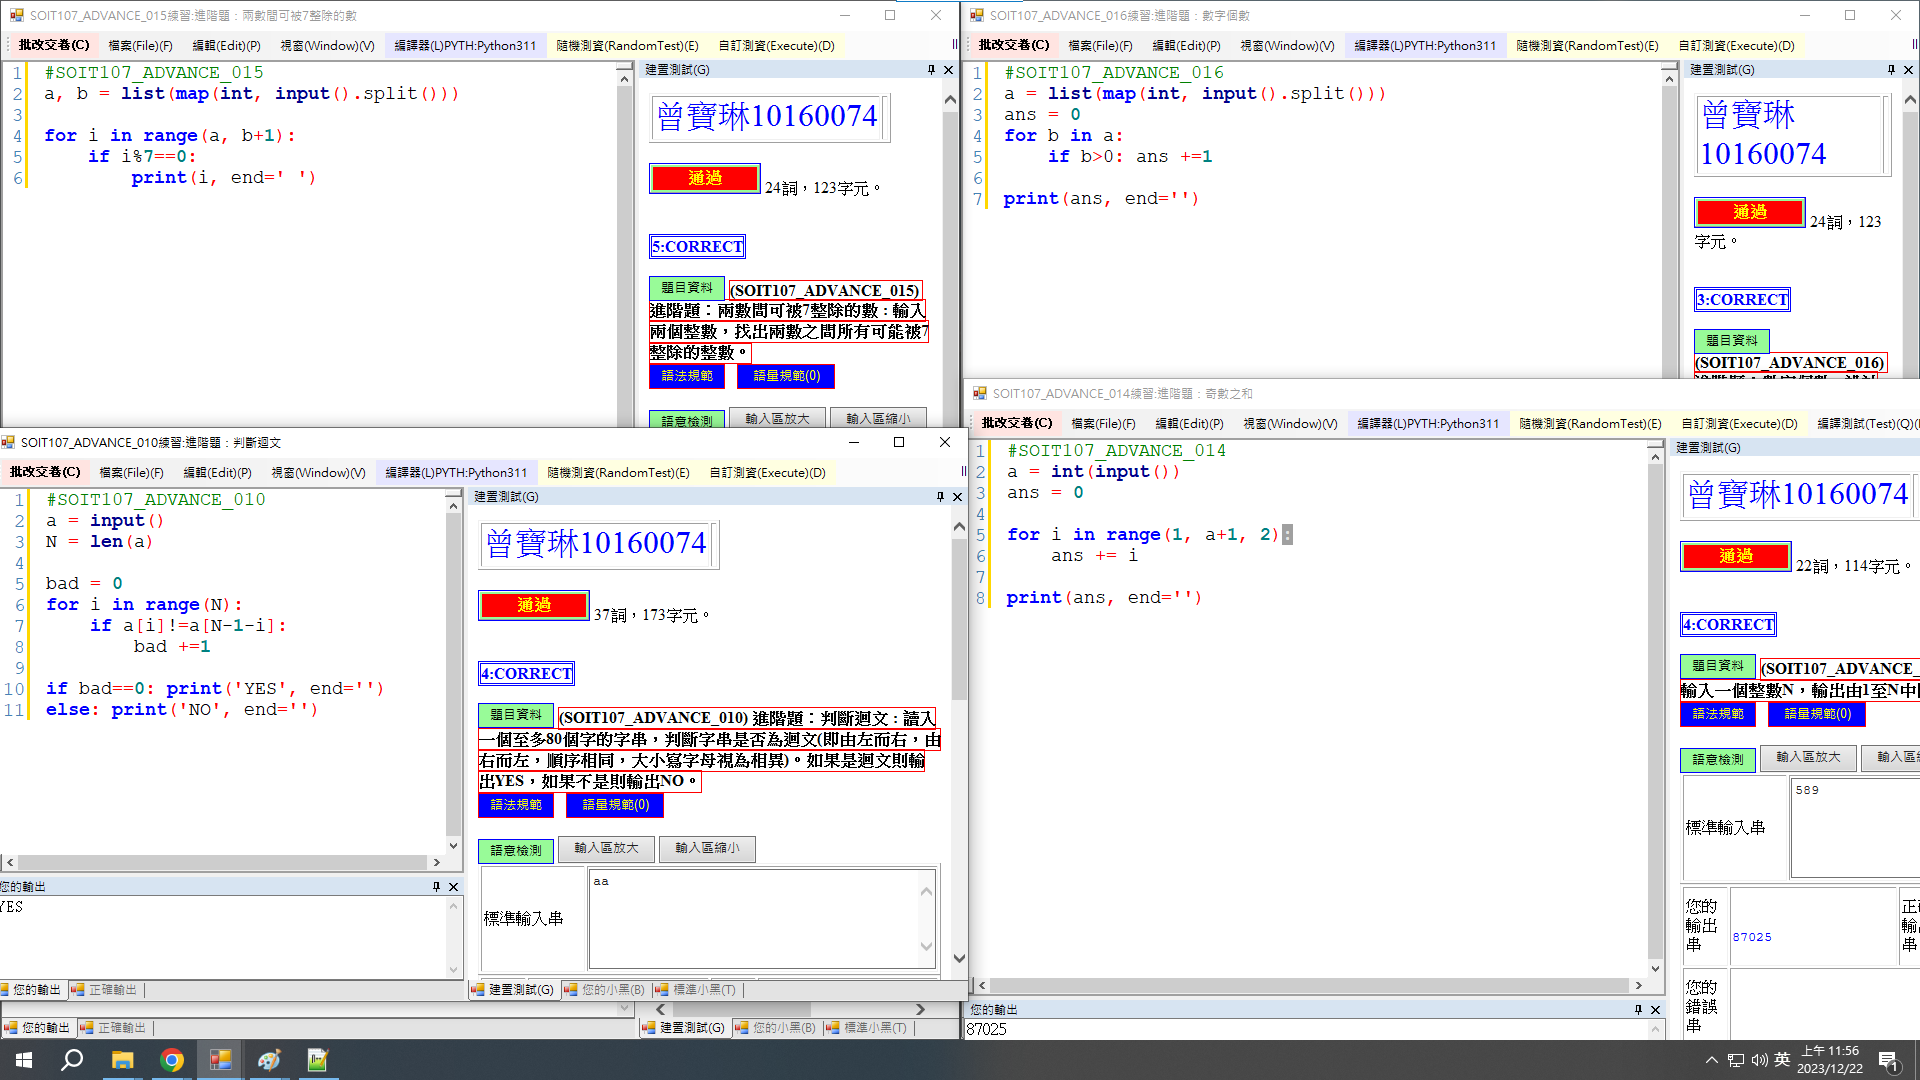 SOIT107_ADVANCE_015練習:進階題：兩數間可被7整除的數
批改交卷(C) 檔案(File)(F) 編輯(Edit)(P) 視窗(Window)(V) 編譯器(L)PYTH:Python311 隨機測資(RandomTest)(E) 自訂測資(Execute)(D)
1 #SOIT107_ADVANCE_015
2 a, b = list(map(int, input().split()))
3
4 for i in range(a, b+1):
5 if i%7==0:
6 print(i, end=' ')
建置測試(G)
曾寶琳10160074
通過 24詞，123字元。
5:CORRECT
題目資料 (SOIT107_ADVANCE_015)
進階題：兩數間可被7整除的數：輸入
兩個整數，找出兩數之間所有可能被7
整除的整數。
語法規範 語量規範(0)
語意檢測 輸入區放大 輸入區縮小
SOIT107_ADVANCE_016練習:進階題：數字個數
批改交卷(C) 檔案(File)(F) 編輯(Edit)(P) 視窗(Window)(V) 編譯器(L)PYTH:Python311 隨機測資(RandomTest)(E) 自訂測資(Execute)(D)
1 #SOIT107_ADVANCE_016
2 a = list(map(int, input().split()))
3 ans = 0
4 for b in a:
5 if b>0: ans +=1
6
7 print(ans, end='')
建置測試(G)
曾寶琳
10160074
通過 24詞，123
字元。
3:CORRECT
題目資料
(SOIT107_ADVANCE_016)
SOIT107_ADVANCE_010練習:進階題：判斷迴文
批改交卷(C) 檔案(File)(F) 編輯(Edit)(P) 視窗(Window)(V) 編譯器(L)PYTH:Python311 隨機測資(RandomTest)(E) 自訂測資(Execute)(D)
1 #SOIT107_ADVANCE_010
2 a = input()
3 N = len(a)
4
5 bad = 0
6 for i in range(N):
7 if a[i]!=a[N-1-i]:
8 bad +=1
9
10 if bad==0: print('YES', end='')
11 else: print('NO', end='')
您的輸出
YES
您的輸出 正確輸出
建置測試(G)
曾寶琳10160074
通過 37詞，173字元。
4:CORRECT
題目資料 (SOIT107_ADVANCE_010) 進階題：判斷迴文：讀入
一個至多80個字的字串，判斷字串是否為迴文(即由左而右，由
右而左，順序相同，大小寫字母視為相異)。如果是迴文則輸
出YES，如果不是則輸出NO。
語法規範 語量規範(0)
語意檢測 輸入區放大 輸入區縮小
標準輸入串 aa
建置測試(G) 您的小黑(B) 標準小黑(T)
您的輸出 正確輸出
建置測試(G) 您的小黑(B) 標準小黑(T)
SOIT107_ADVANCE_014練習:進階題：奇數之和
批改交卷(C) 檔案(File)(F) 編輯(Edit)(P) 視窗(Window)(V) 編譯器(L)PYTH:Python311 隨機測資(RandomTest)(E) 自訂測資(Execute)(D) 編譯測試(Test)(Q)
1 #SOIT107_ADVANCE_014
2 a = int(input())
3 ans = 0
4
5 for i in range(1, a+1, 2):
6 ans += i
7
8 print(ans, end='')
建置測試(G)
曾寶琳10160074
通過 22詞，114字元。
4:CORRECT
題目資料 (SOIT107_ADVANCE_
輸入一個整數N，輸出由1至N中
語法規範 語量規範(0)
語意檢測 輸入區放大 輸入區
標準輸入串 589
您的輸出串 87025 正 輸 串
您的錯誤串
您的輸出
87025
英 上午 11:56
2023/12/22
1